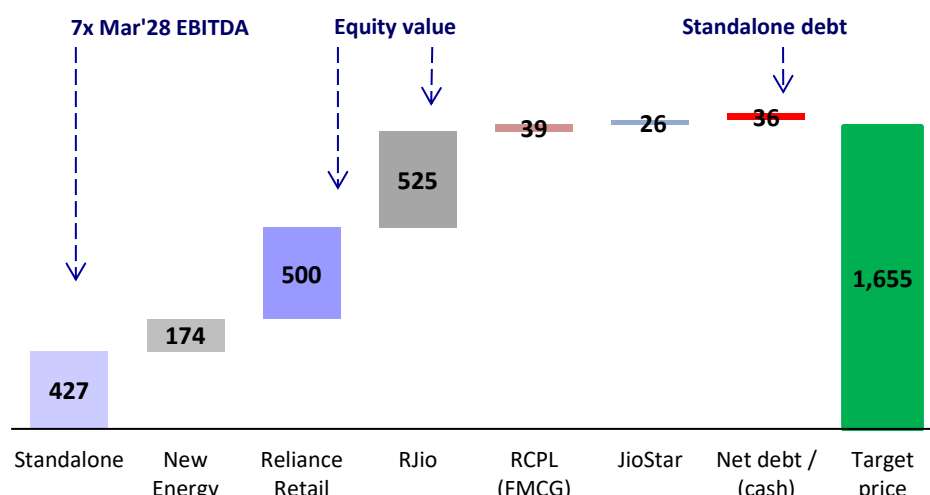 7x Mar'28 EBITDA
Equity value
Standalone debt
39
26
36
525
500
1,655
174
427
Standalone
New
Energy
Reliance
Retail
RJio
RCPL
(FMCG)
JioStar
Net debt /
(cash)
Target
price